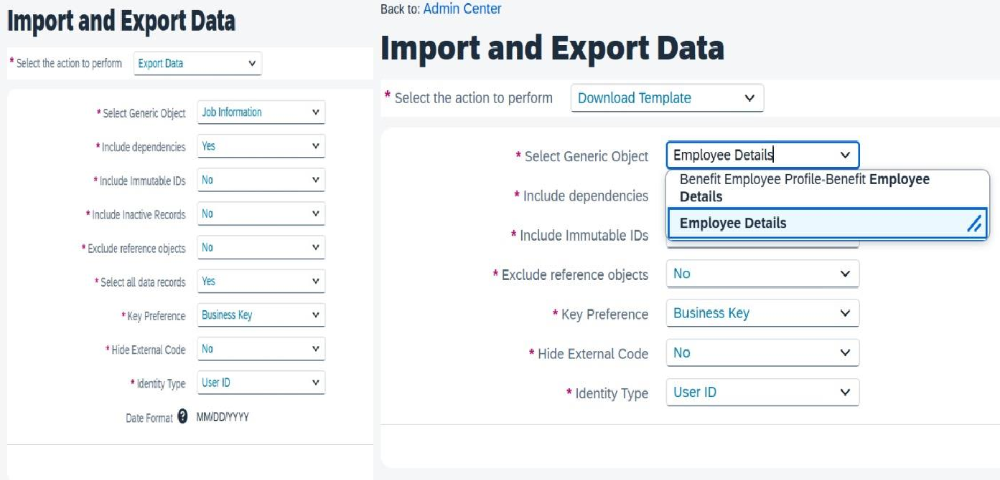 Import and Export Data
* Select the action to perform Export Data
* Select Generic Object Job Information
* Include dependencies Yes
* Include Immutable IDs No
* Include Inactive Records No
* Exclude reference objects No
* Select all data records Yes
* Key Preference Business Key
* Hide External Code No
* Identity Type User ID
Date Format ? MM/DD/YYYY
Back to: Admin Center
Import and Export Data
* Select the action to perform Download Template
* Select Generic Object Employee Details
Benefit Employee Profile-Benefit Employee
Details
Employee Details
* Include dependencies
* Include Immutable IDs
* Exclude reference objects No
* Key Preference Business Key
* Hide External Code No
* Identity Type User ID